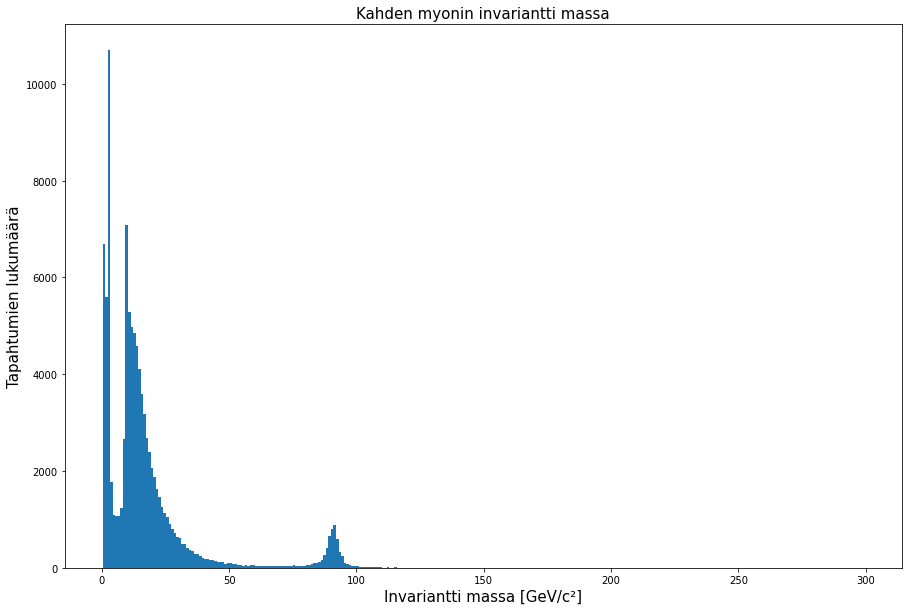 Kahden myonin invariantti massa
Tapahtumien lukumäärä
10000
8000
6000
4000
2000
0
0 50 100 150 200 250 300
Invariantti massa [GeV/c²]